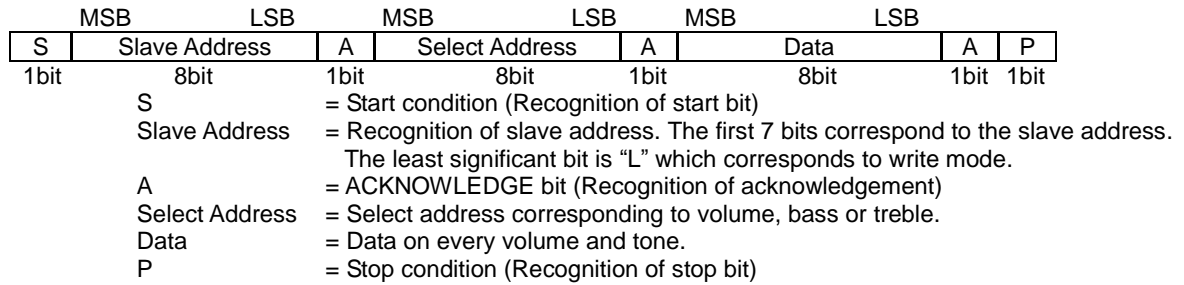 MSB LSB MSB LSB MSB LSB
S Slave Address A Select Address A Data A P
1bit 8bit 1bit 8bit 1bit 8bit 1bit 1bit
S = Start condition (Recognition of start bit)
Slave Address = Recognition of slave address. The first 7 bits correspond to the slave address.
The least significant bit is “L” which corresponds to write mode.
A = ACKNOWLEDGE bit (Recognition of acknowledgement)
Select Address = Select address corresponding to volume, bass or treble.
Data = Data on every volume and tone.
P = Stop condition (Recognition of stop bit)